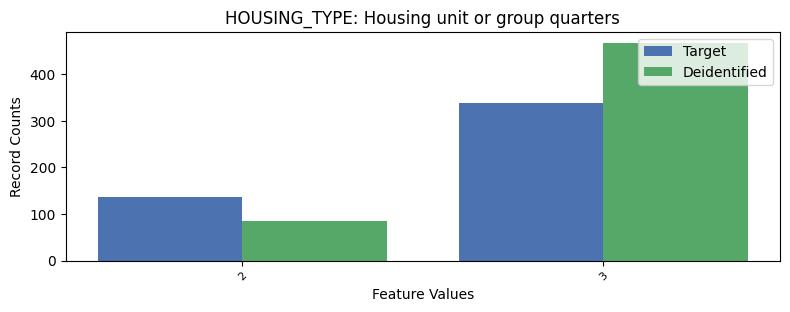 HOUSING_TYPE: Housing unit or group quarters
Target
Deidentified
400
300
200
100
0
Record Counts
2
3
Feature Values